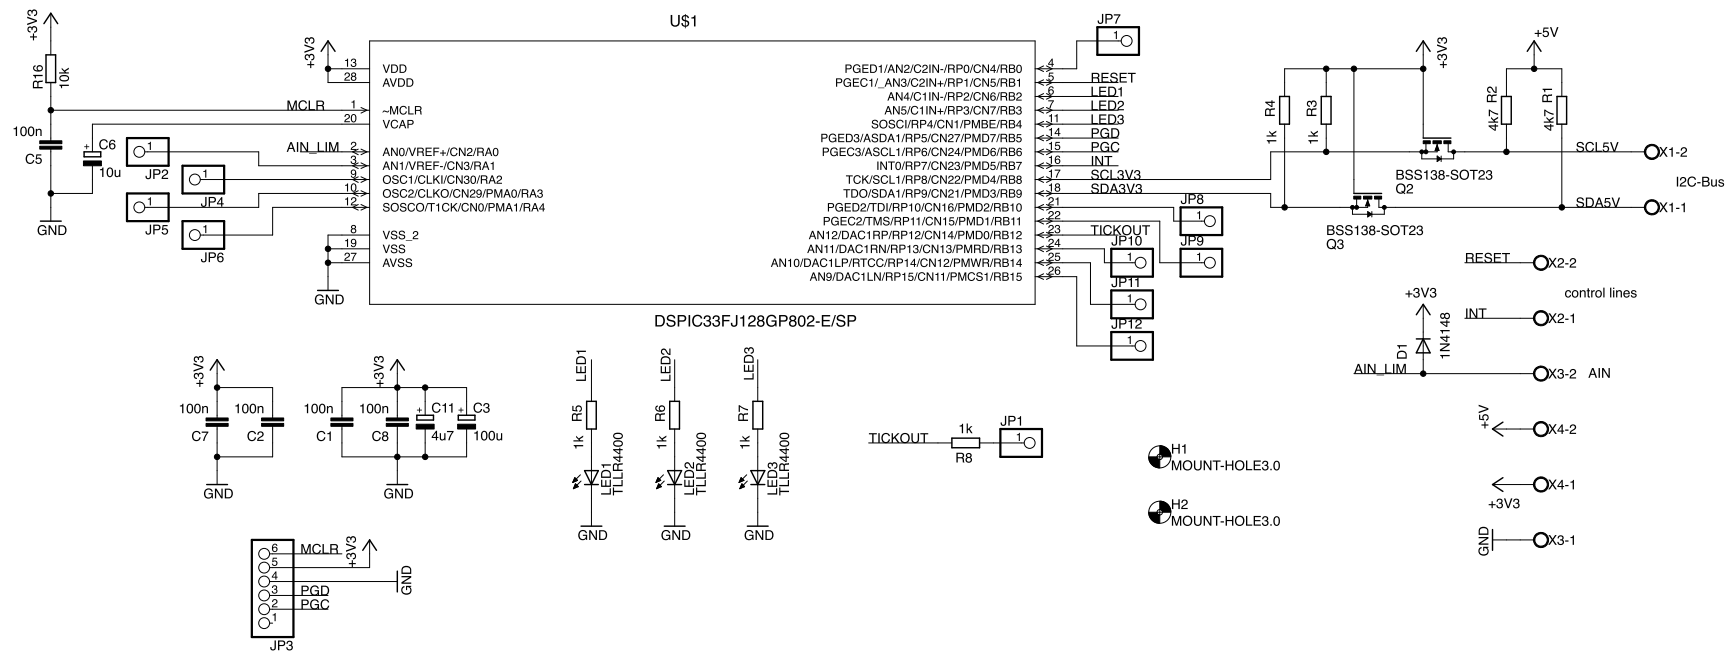 U$1
+3V3
R16
10k
100n
C5
GND
C6
+
10u
MCLR
AIN_LIM
JP2
1
JP4
1
JP5
1
JP6
1
+3V3
GND
13 VDD
28 AVDD
1 ~MCLR
20 VCAP
2 AN0/VREF+/CN2/RA0
3 AN1/VREF-/CN3/RA1
9 OSC1/CLKI/CN30/RA2
10 OSC2/CLKO/CN29/PMA0/RA3
12 SOSCO/T1CK/CN0/PMA1/RA4
8 VSS_2
19 VSS
27 AVSS
PGED1/AN2/C2IN-/RP0/CN4/RB0 4
PGEC1/_AN3/C2IN+/RP1/CN5/RB1 5 RESET
AN4/C1IN-/RP2/CN6/RB2 6 LED1
AN5/C1IN+/RP3/CN7/RB3 7 LED2
SOSCI/RP4/CN1/PMBE/RB4 11 LED3
PGED3/ASDA1/RP5/CN27/PMD7/RB5 14 PGD
PGEC3/ASCL1/RP6/CN24/PMD6/RB6 15 PGC
INT0/RP7/CN23/PMD5/RB7 16 INT
TCK/SCL1/RP8/CN22/PMD4/RB8 17 SCL3V3
TDO/SDA1/RP9/CN21/PMD3/RB9 18 SDA3V3
PGED2/TDI/RP10/CN16/PMD2/RB10 21
PGEC2/TMS/RP11/CN15/PMD1/RB11 22
AN12/DAC1RP/RP12/CN14/PMD0/RB12 23 TICKOUT
AN11/DAC1RN/RP13/CN13/PMRD/RB13 24
AN10/DAC1LP/RTCC/RP14/CN12/PMWR/RB14 25
AN9/DAC1LN/RP15/CN11/PMCS1/RB15 26
DSPIC33FJ128GP802-E/SP
JP7
1
JP8
1
JP9
1
JP10
1
JP11
1
JP12
1
+3V3
+5V
R4
1k
R3
1k
R2
4k7
R1
4k7
BSS138-SOT23
Q2
BSS138-SOT23
Q3
SCL5V
X1-2
I2C-Bus
SDA5V
X1-1
RESET
X2-2
control lines
INT
X2-1
+3V3
D1
1N4148
AIN_LIM
X3-2 AIN
+5V
X4-2
+3V3
X4-1
GND
X3-1
+3V3
100n
C7
100n
C2
GND
+3V3
100n
C1
100n
C8
+
C11
4u7
+
C3
100u
GND
LED1
R5
1k
LED1
TLLR4400
GND
LED2
R6
1k
LED2
TLLR4400
GND
LED3
R7
1k
LED3
TLLR4400
GND
TICKOUT
1k
R8
JP1
1
H1
MOUNT-HOLE3.0
H2
MOUNT-HOLE3.0
6 MCLR
5 +3V3
4 GND
3 PGD
2 PGC
1
JP3